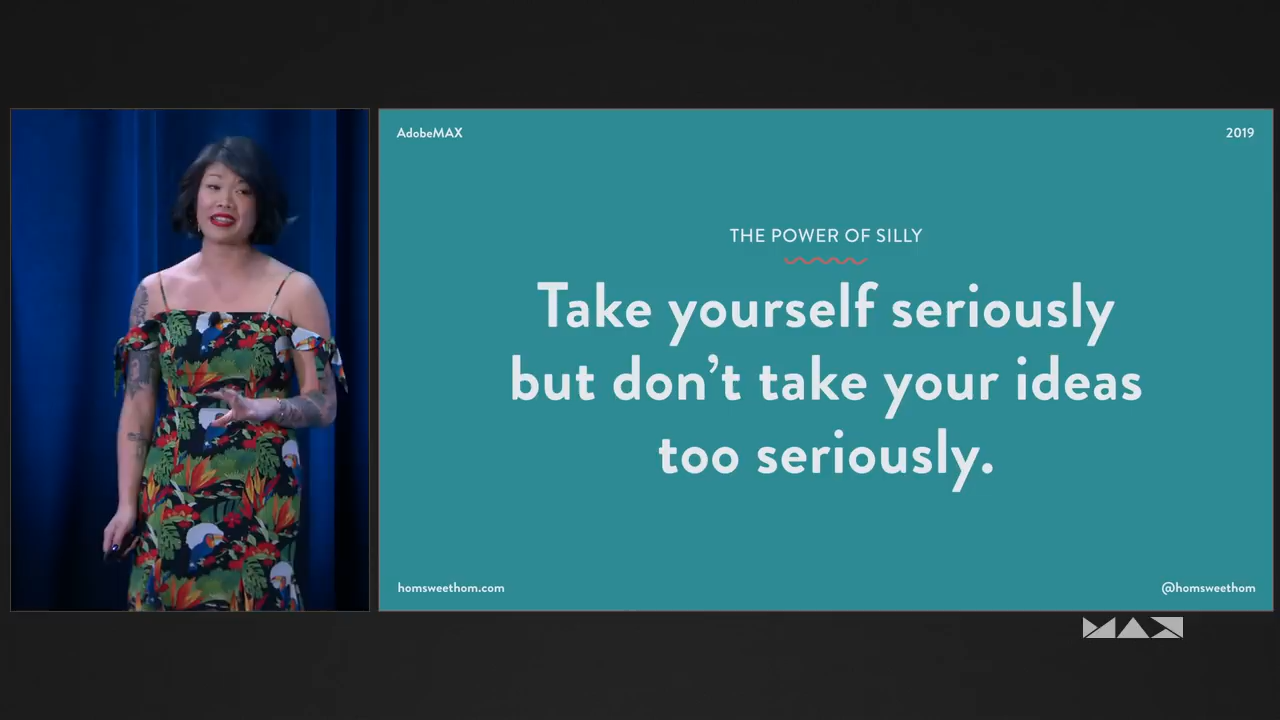 AdobeMAX
2019
THE POWER OF SILLY
Take yourself seriously
but don't take your ideas
too seriously.
homsweethom.com
@homsweethom
MAX